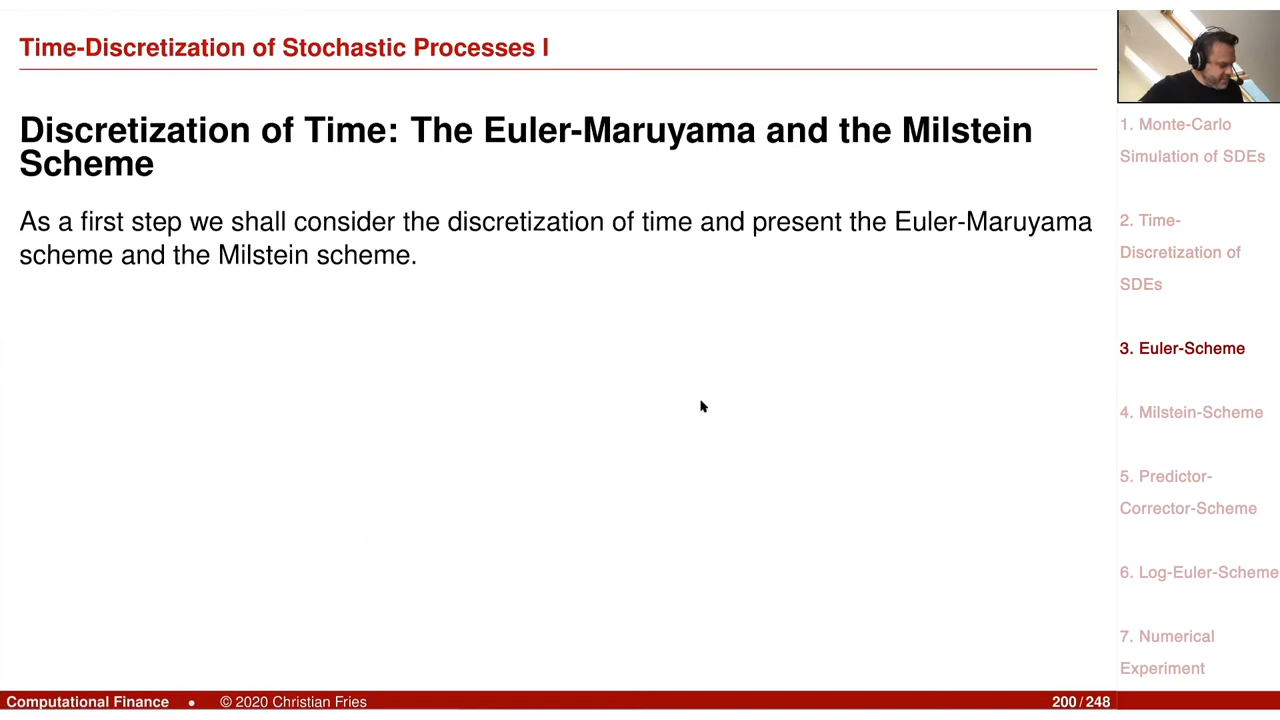 Time-Discretization of Stochastic Processes I
Discretization of Time: The Euler-Maruyama and the Milstein
Scheme
As a first step we shall consider the discretization of time and present the Euler-Maruyama
scheme and the Milstein scheme.
1. Monte-Carlo
Simulation of SDEs
2. Time-
Discretization of
SDEs
3. Euler-Scheme
4. Milstein-Scheme
5. Predictor-
Corrector-Scheme
6. Log-Euler-Scheme
7. Numerical
Experiment
Computational Finance • © 2020 Christian Fries 200 / 248